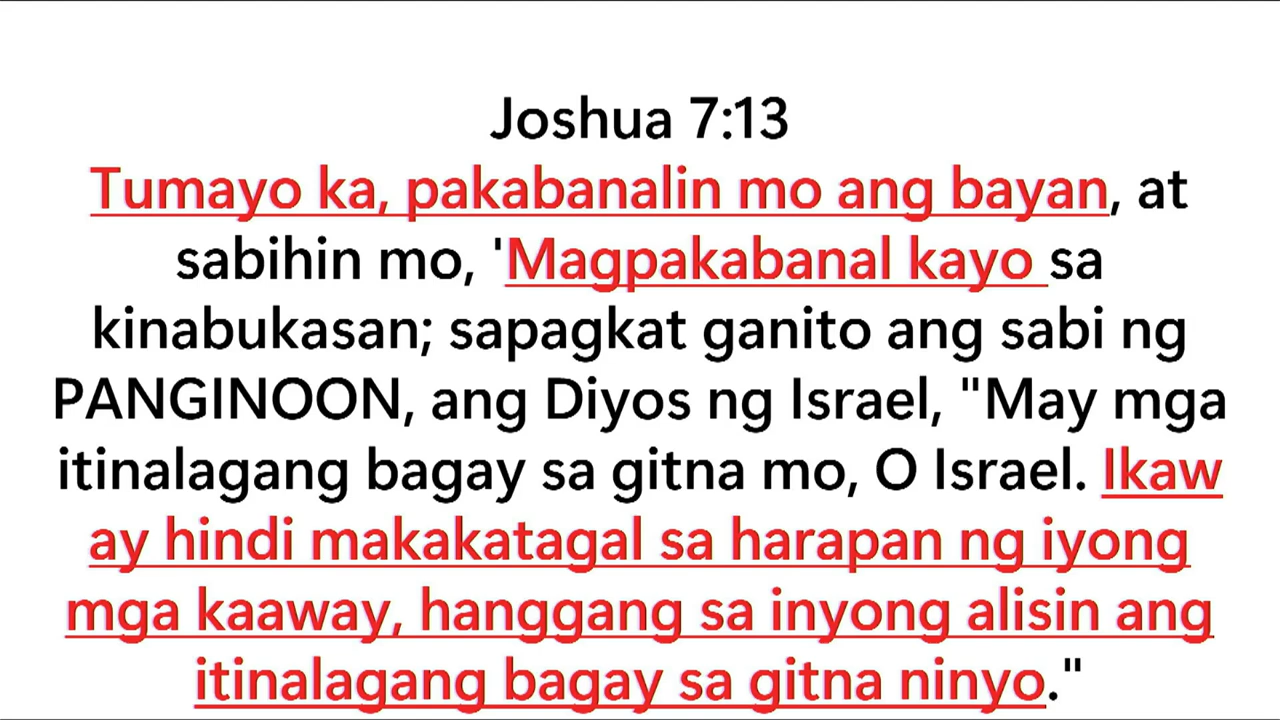 Joshua 7:13
Tumayo ka, pakabanalin mo ang bayan, at
sabihin mo, 'Magpakabanal kayo sa
kinabukasan; sapagkat ganito ang sabi ng
PANGINOON, ang Diyos ng Israel, "May mga
itinalagang bagay sa gitna mo, O Israel. Ikaw
ay hindi makakatagal sa harapan ng iyong
mga kaaway, hanggang sa inyong alisin ang
itinalagang bagay sa gitna ninyo."